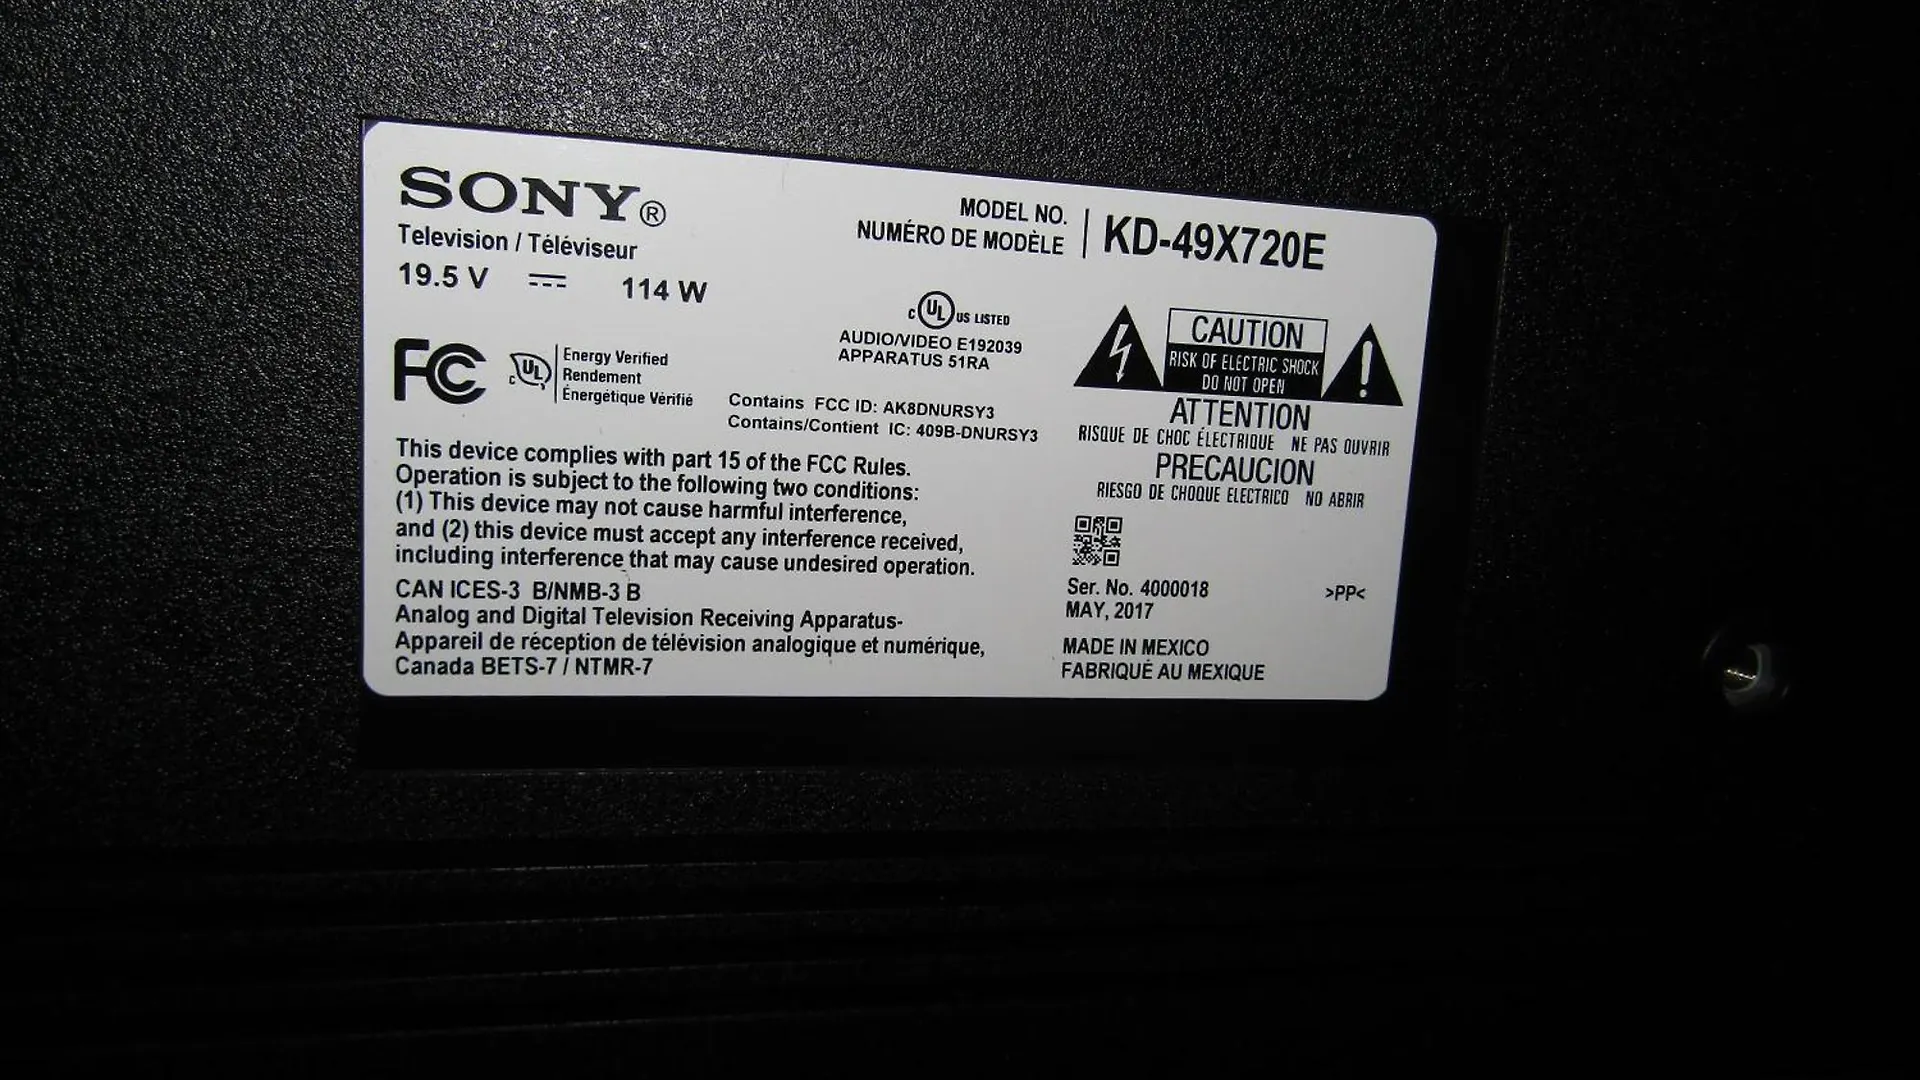 SONY®
Television / Téléviseur
19.5 V ⎓ 114 W
MODEL NO.
NUMÉRO DE MODÈLE
KD-49X720E
C UL US LISTED
AUDIO/VIDEO E192039
APPARATUS 51RA
FC
C UL
Energy Verified
Rendement
Énergétique Vérifié
Contains FCC ID: AK8DNURSY3
Contains/Contient IC: 409B-DNURSY3
This device complies with part 15 of the FCC Rules.
Operation is subject to the following two conditions:
(1) This device may not cause harmful interference,
and (2) this device must accept any interference received,
including interference that may cause undesired operation.
CAN ICES-3 B/NMB-3 B
Analog and Digital Television Receiving Apparatus-
Appareil de réception de télévision analogique et numérique,
Canada BETS-7 / NTMR-7
CAUTION
RISK OF ELECTRIC SHOCK
DO NOT OPEN
ATTENTION
RISQUE DE CHOC ÉLECTRIQUE NE PAS OUVRIR
PRECAUCION
RIESGO DE CHOQUE ELECTRICO NO ABRIR
Ser. No. 4000018
MAY, 2017
>PP<
MADE IN MEXICO
FABRIQUÉ AU MEXIQUE